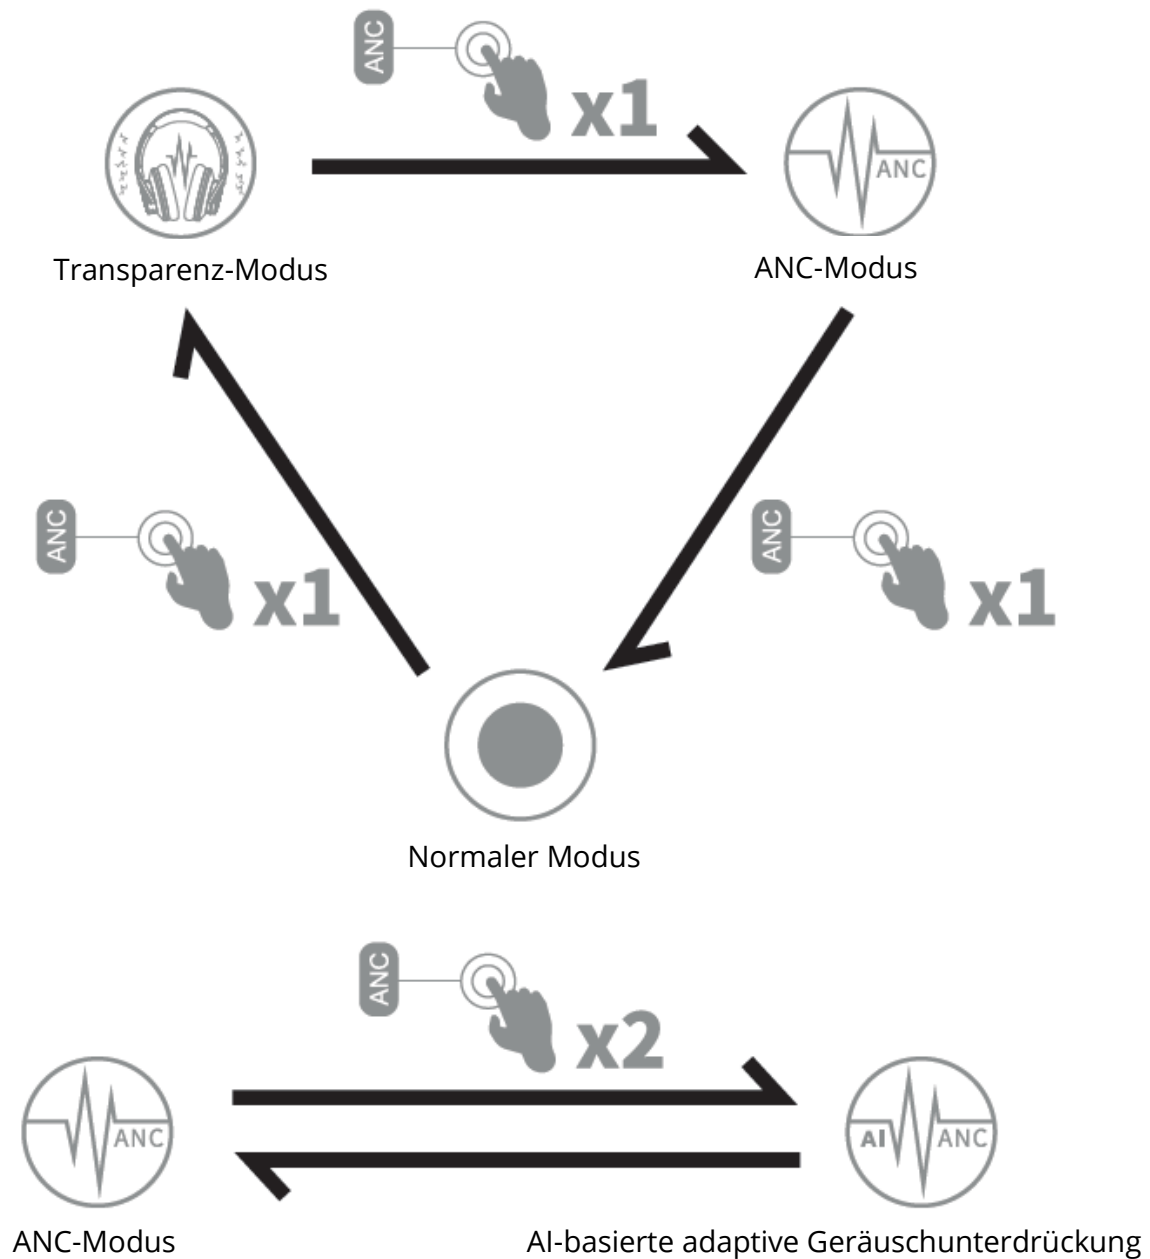 ANC
x1
ANC
Transparenz-Modus
ANC-Modus
ANC
x1
ANC
x1
Normaler Modus
ANC
x2
ANC
AI ANC
ANC-Modus
AI-basierte adaptive Geräuschunterdrückung